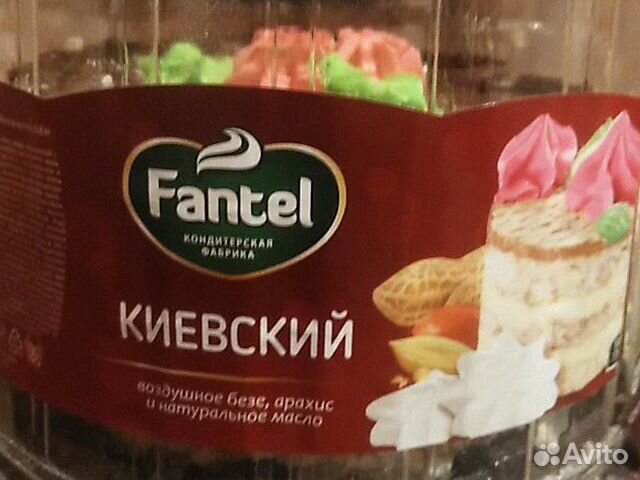 Fantel
КОНДИТЕРСКАЯ
ФАБРИКА
КИЕВСКИЙ
воздушное безе, арахис
и натуральное масло
Avito